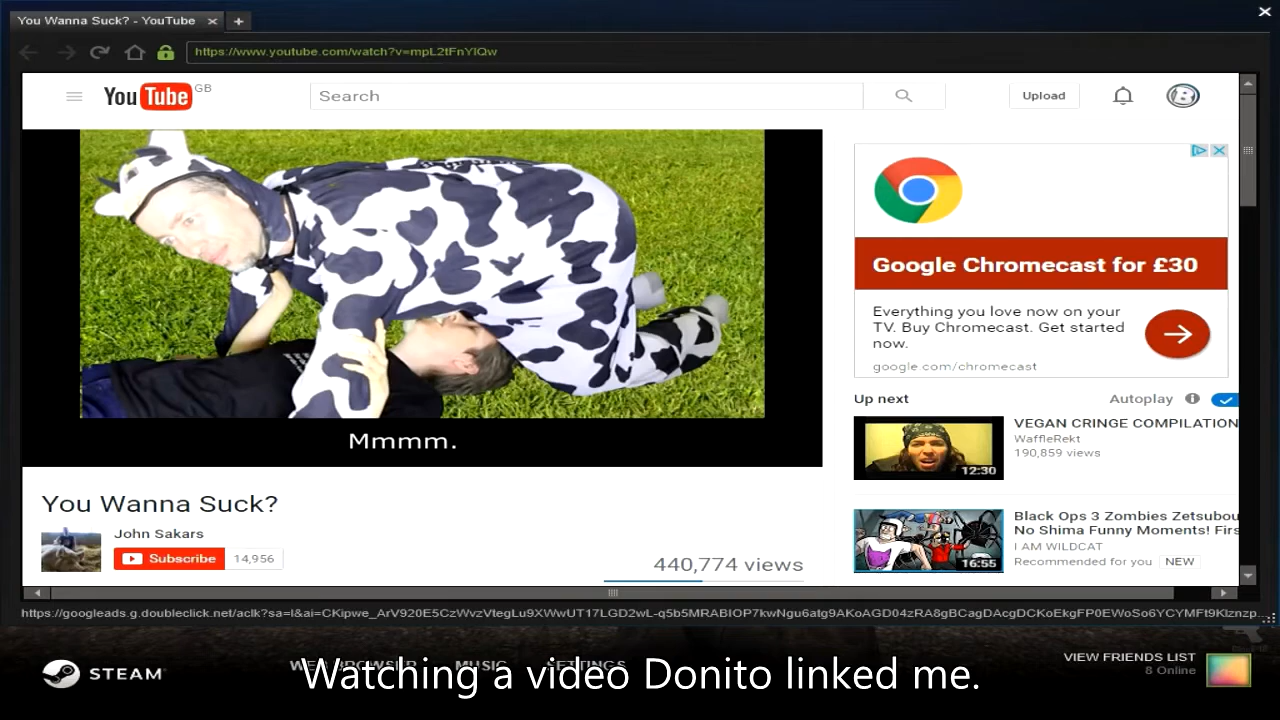 You Wanna Suck? - YouTube
https://www.youtube.com/watch?v=mpL2tFnYlQw
YouTube GB
Search
Upload
Mmmm.
Google Chromecast for £30
Everything you love now on your
TV. Buy Chromecast. Get started
now.
google.com/chromecast
Up next
Autoplay
VEGAN CRINGE COMPILATION
WaffleRekt
190,859 views
12:30
You Wanna Suck?
John Sakars
Subscribe 14,956
440,774 views
Black Ops 3 Zombies Zetsubou
No Shima Funny Moments! Firs
I AM WILDCAT
Recommended for you NEW
16:55
STEAM
WEB BROWSER MUSIC SETTINGS
VIEW FRIENDS LIST
8 Online
Watching a video Donito linked me.